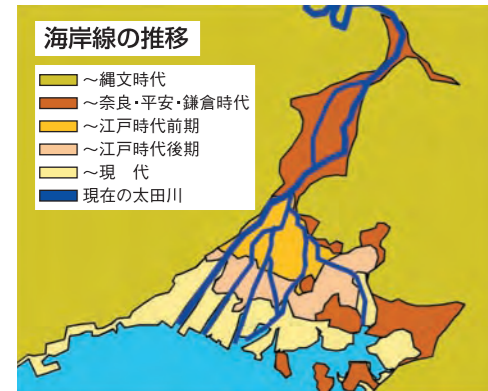 海岸線の推移
～縄文時代
～奈良・平安・鎌倉時代
～江戸時代前期
～江戸時代後期
～現　代
現在の太田川